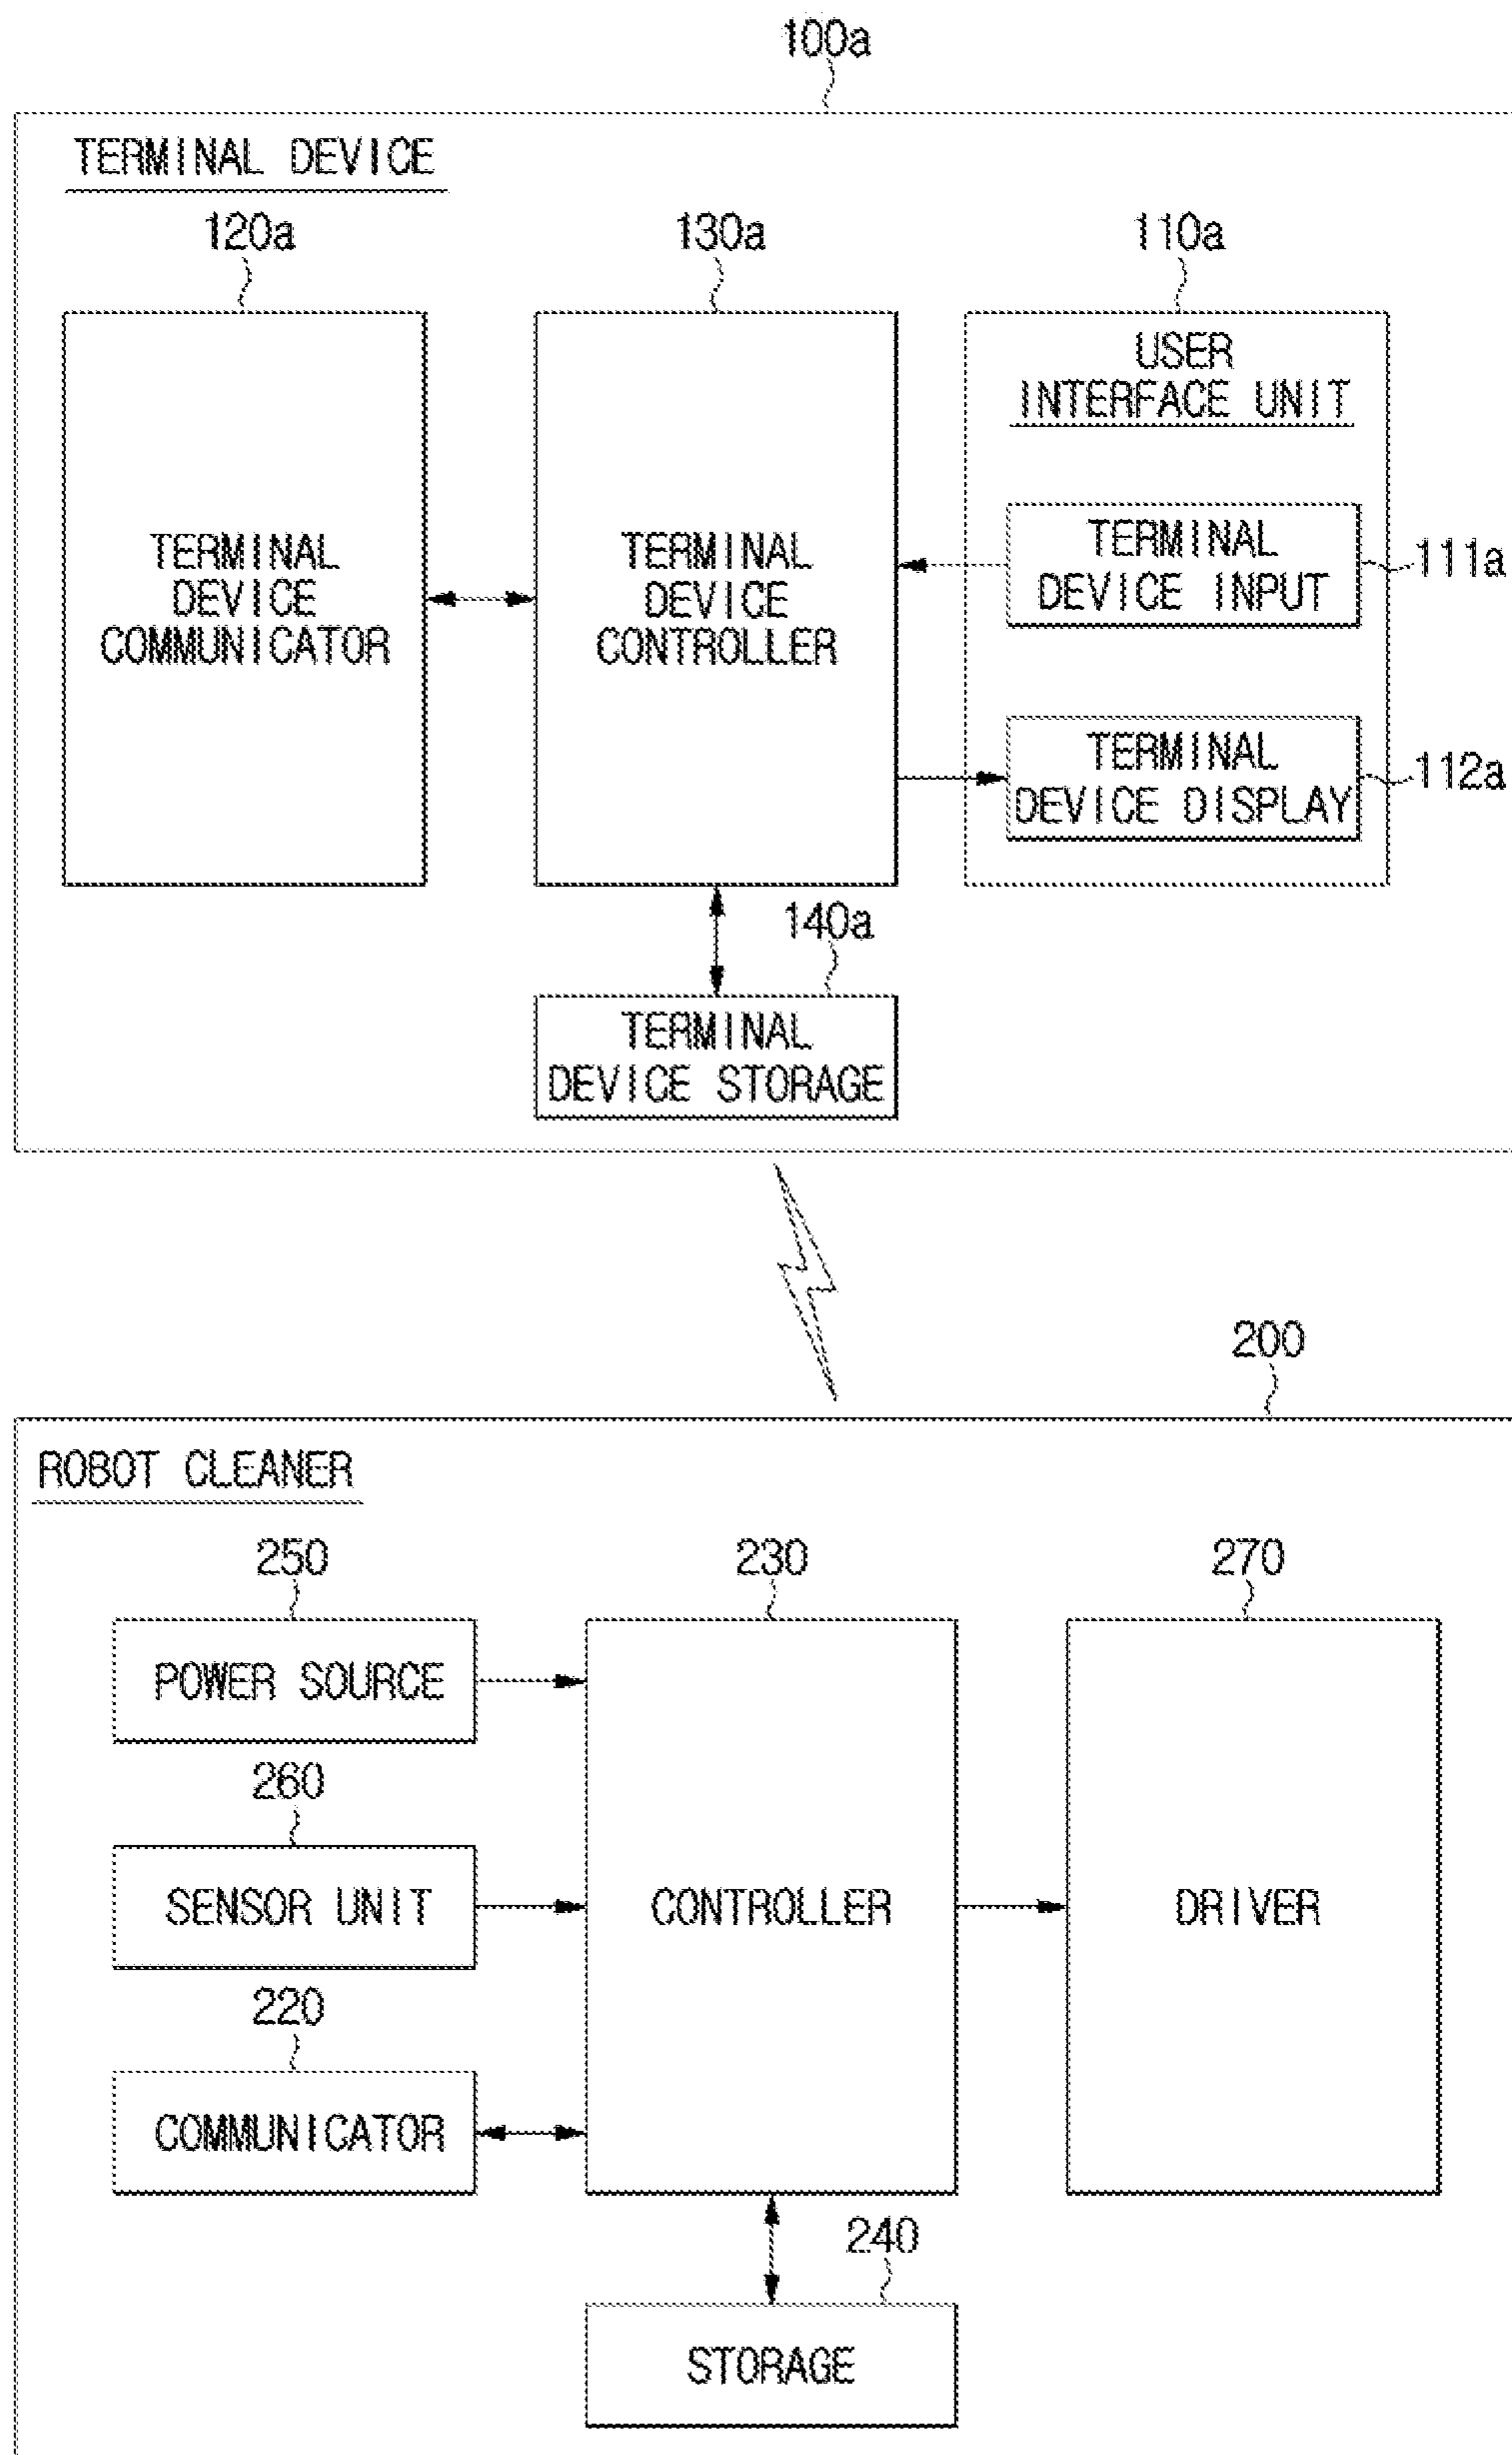 100a
TERMINAL DEVICE
120a
130a
110a
USER
INTERFACE UNIT
TERMINAL
DEVICE
COMMUNICATOR
TERMINAL
DEVICE
CONTROLLER
TERMINAL
DEVICE INPUT
111a
TERMINAL
DEVICE DISPLAY
112a
140a
TERMINAL
DEVICE STORAGE
200
ROBOT CLEANER
250
230
270
POWER SOURCE
260
SENSOR UNIT
CONTROLLER
DRIVER
220
COMMUNICATOR
240
STORAGE